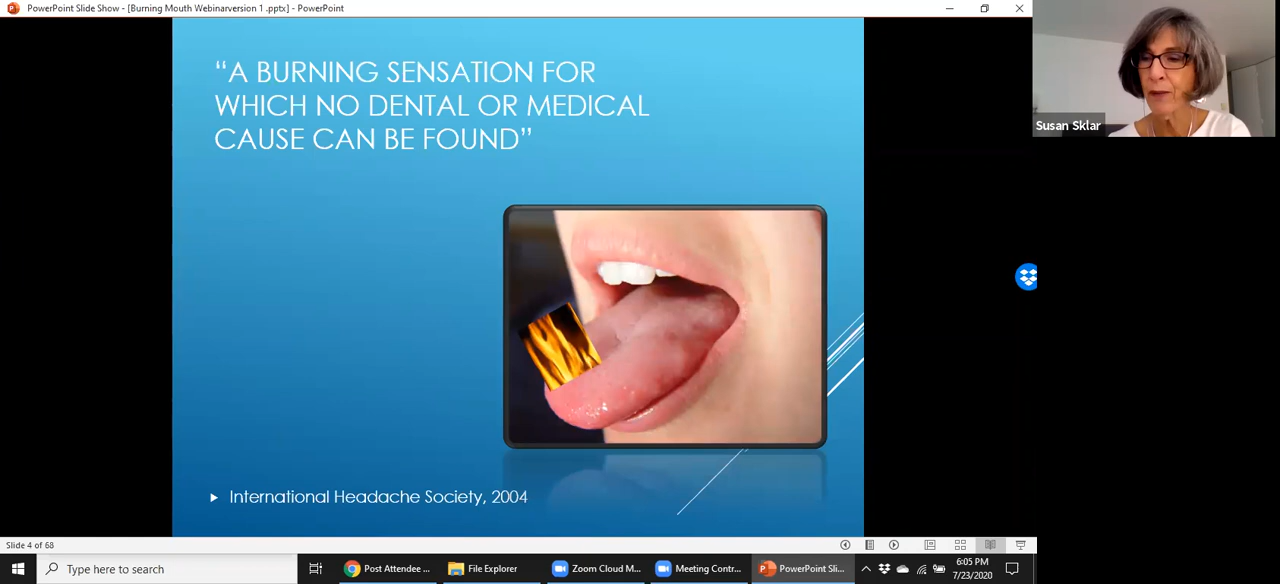 PowerPoint Slide Show - [Burning Mouth Webinarversion 1 .pptx] - PowerPoint
“A BURNING SENSATION FOR
WHICH NO DENTAL OR MEDICAL
CAUSE CAN BE FOUND”
Susan Sklar
International Headache Society, 2004
Slide 4 of 68
Type here to search
Post Attendee ...
File Explorer
Zoom Cloud M...
Meeting Contr...
PowerPoint Sli...
6:05 PM
7/23/2020